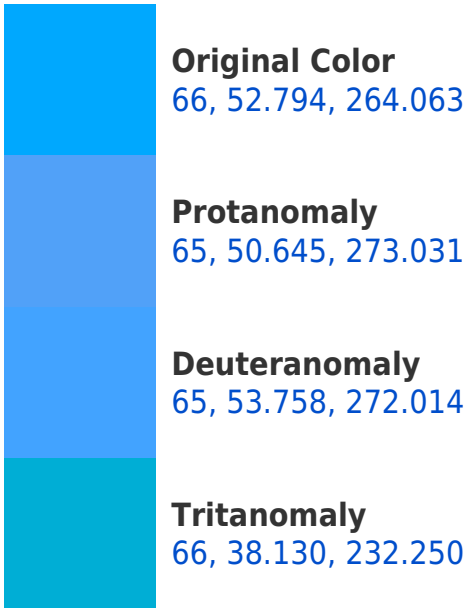 Original Color
66, 52.794, 264.063
Protanomaly
65, 50.645, 273.031
Deuteranomaly
65, 53.758, 272.014
Tritanomaly
66, 38.130, 232.250